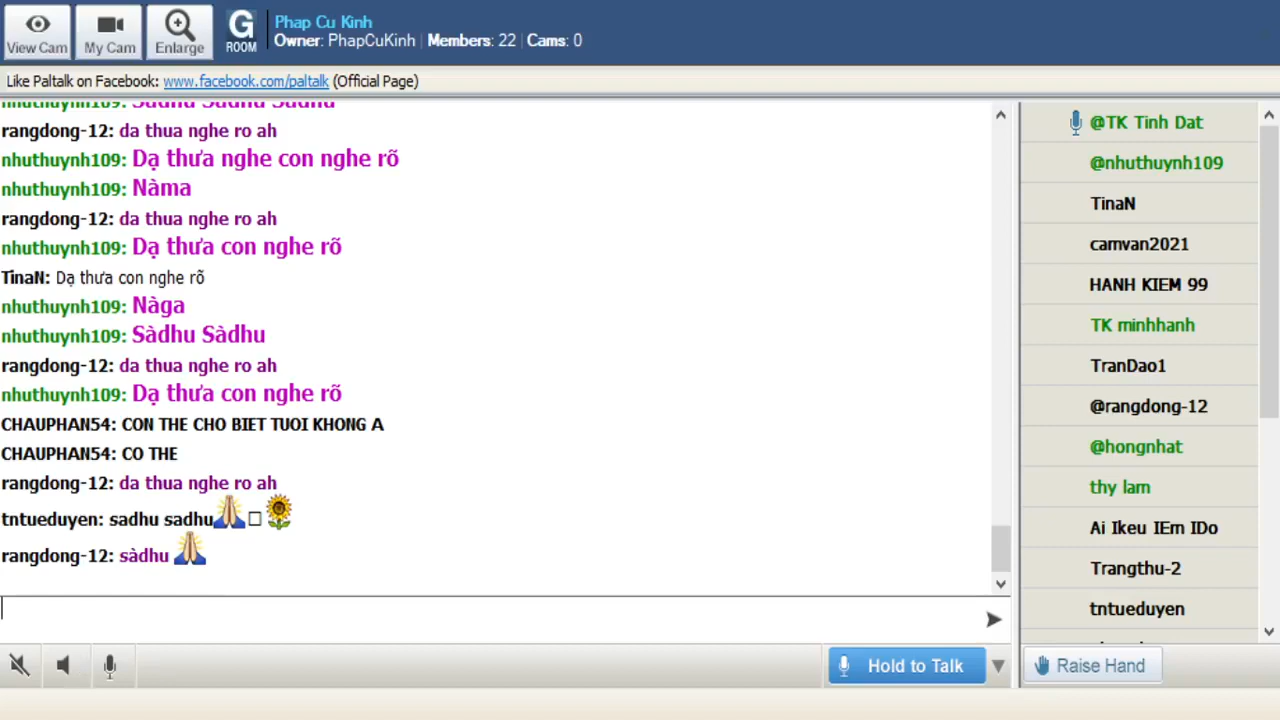 Phap Cu Kinh
Owner: PhapCuKinh | Members: 22 | Cams: 0
View Cam
My Cam
Enlarge
G
ROOM
Like Paltalk on Facebook: www.facebook.com/paltalk (Official Page)
nhuthuynh109: Sàdhu Sàdhu Sàdhu
rangdong-12: da thua nghe ro ah
nhuthuynh109: Dạ thưa nghe con nghe rõ
nhuthuynh109: Nàma
rangdong-12: da thua nghe ro ah
nhuthuynh109: Dạ thưa con nghe rõ
TinaN: Dạ thưa con nghe rõ
nhuthuynh109: Nàga
nhuthuynh109: Sàdhu Sàdhu
rangdong-12: da thua nghe ro ah
nhuthuynh109: Dạ thưa con nghe rõ
CHAUPHAN54: CON THE CHO BIET TUOI KHONG A
CHAUPHAN54: CO THE
rangdong-12: da thua nghe ro ah
tntueduyen: sadhu sadhu🙏□🌻
rangdong-12: sàdhu 🙏
@TK Tinh Dat
@nhuthuynh109
TinaN
camvan2021
HANH KIEM 99
TK minhhanh
TranDao1
@rangdong-12
@hongnhat
thy lam
Ai Ikeu IEm IDo
Trangthu-2
tntueduyen
Hold to Talk
Raise Hand